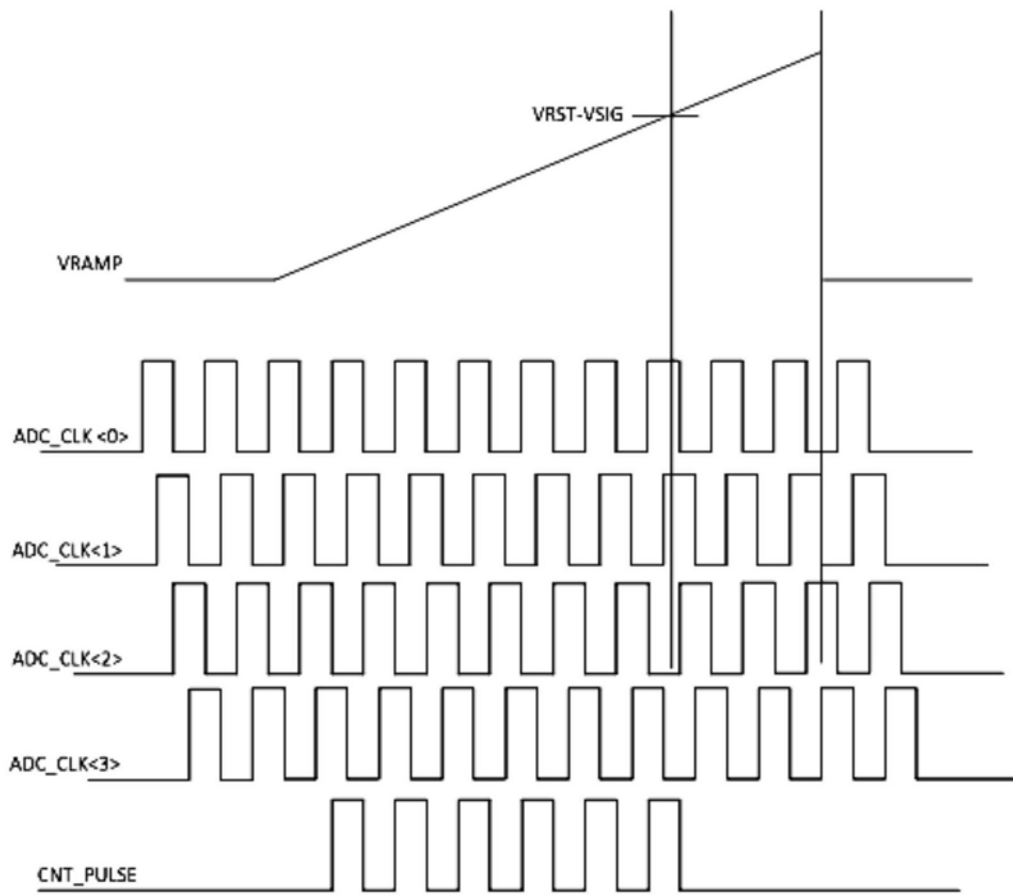 VRST-VSIG
VRAMP
ADC_CLK <0>
ADC_CLK<1>
ADC_CLK<2>
ADC_CLK<3>
CNT_PULSE